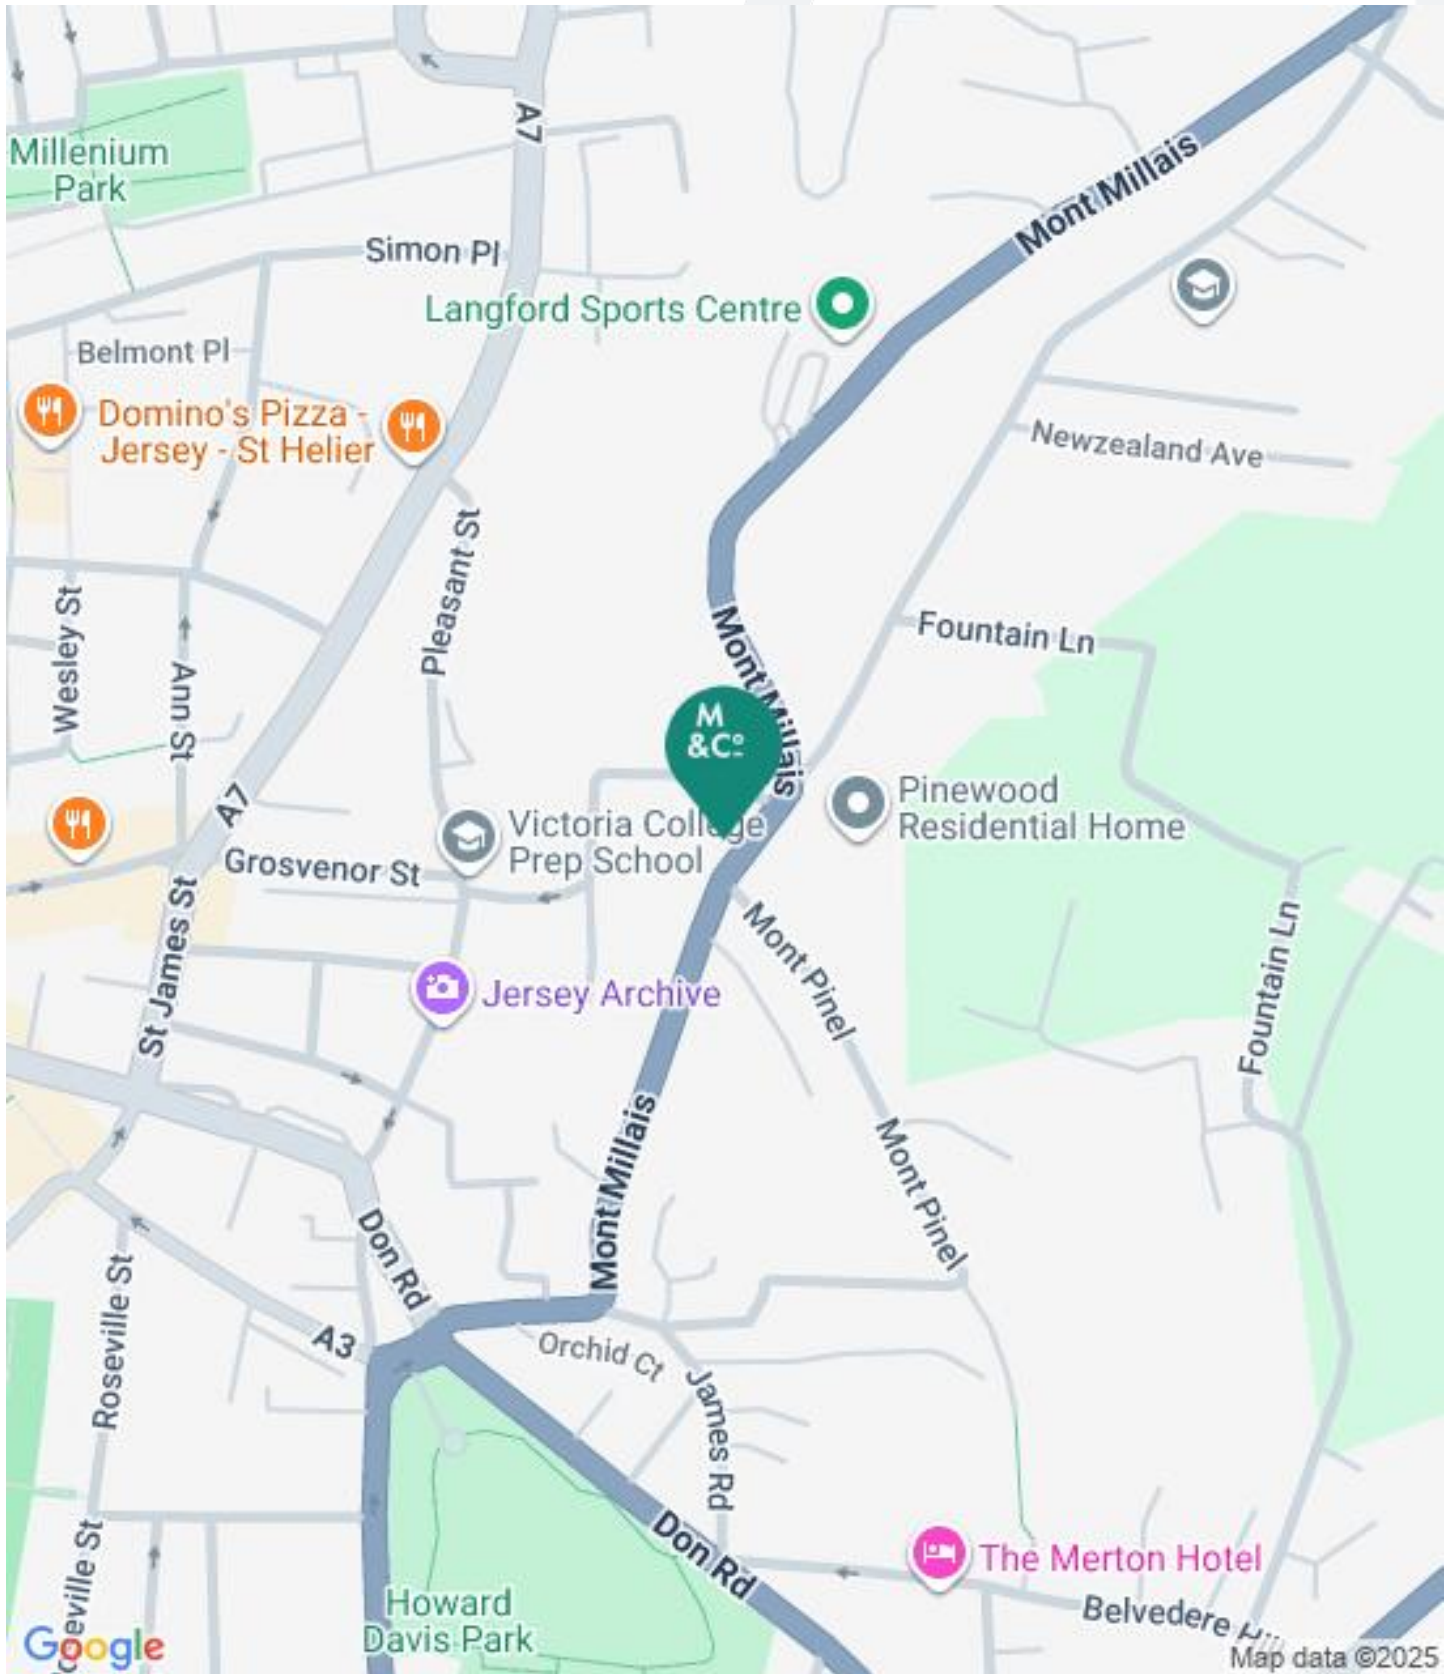 A7
Millenium
Park
Mont Millais
Simon Pl
Langford Sports Centre
Belmont Pl
Domino's Pizza -
Jersey - St Helier
Newzealand Ave
Pleasant St
Wesley St
Ann St
Mont Millais
Fountain Ln
M
&Cº
A7
Pinewood
Residential Home
Victoria College
Prep School
Grosvenor St
St James St
Mont Pinel
Jersey Archive
Fountain Ln
Mont Millais
Mont Pinel
Don Rd
Roseville St
A3
Orchid Ct
James Rd
Don Rd
The Merton Hotel
Howard
Davis Park
Belvedere
eville St
Google
Map data ©2025